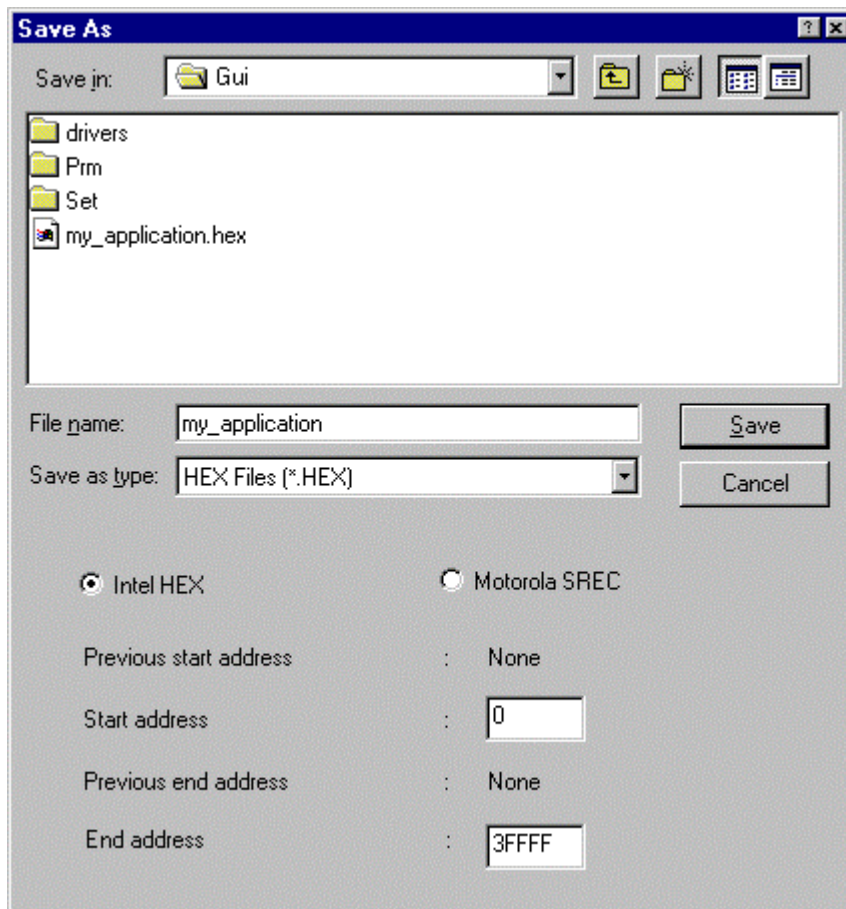 Save As
Save in: Gui
drivers
Prm
Set
my_application.hex
File name: my_application Save
Save as type: HEX Files (*.HEX) Cancel
Intel HEX Motorola SREC
Previous start address : None
Start address : 0
Previous end address : None
End address : 3FFFF